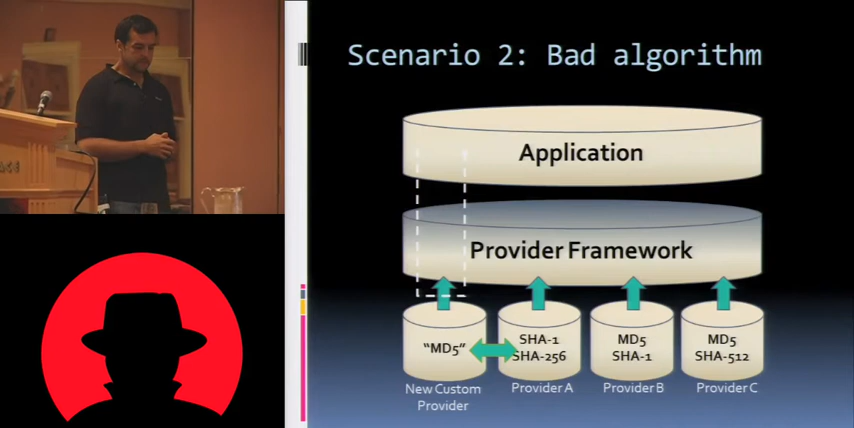 Scenario 2: Bad algorithm
Application
Provider Framework
"MD5"
SHA-1
SHA-256
MD5
SHA-1
MD5
SHA-512
New Custom
Provider
Provider A
Provider B
Provider C